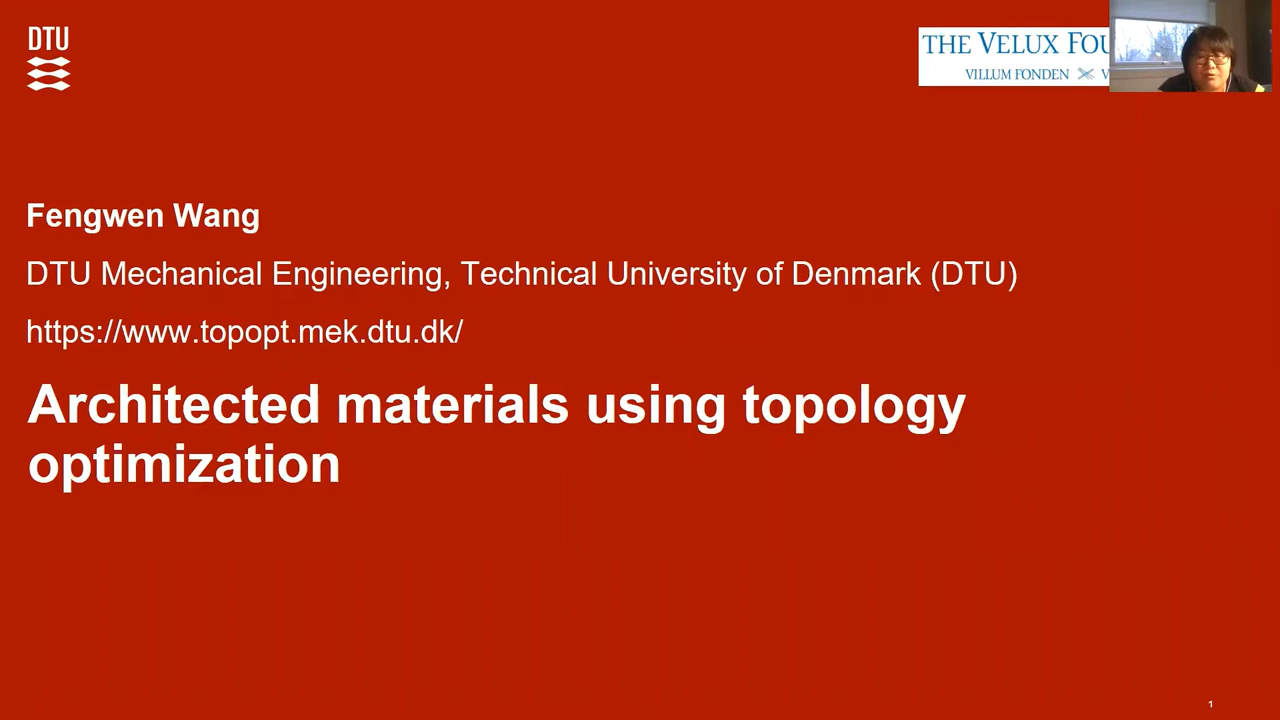 DTU
THE VELUX
VILLUM FONDEN
Fengwen Wang
DTU Mechanical Engineering, Technical University of Denmark (DTU)
https://www.topopt.mek.dtu.dk/
Architected materials using topology
optimization
1